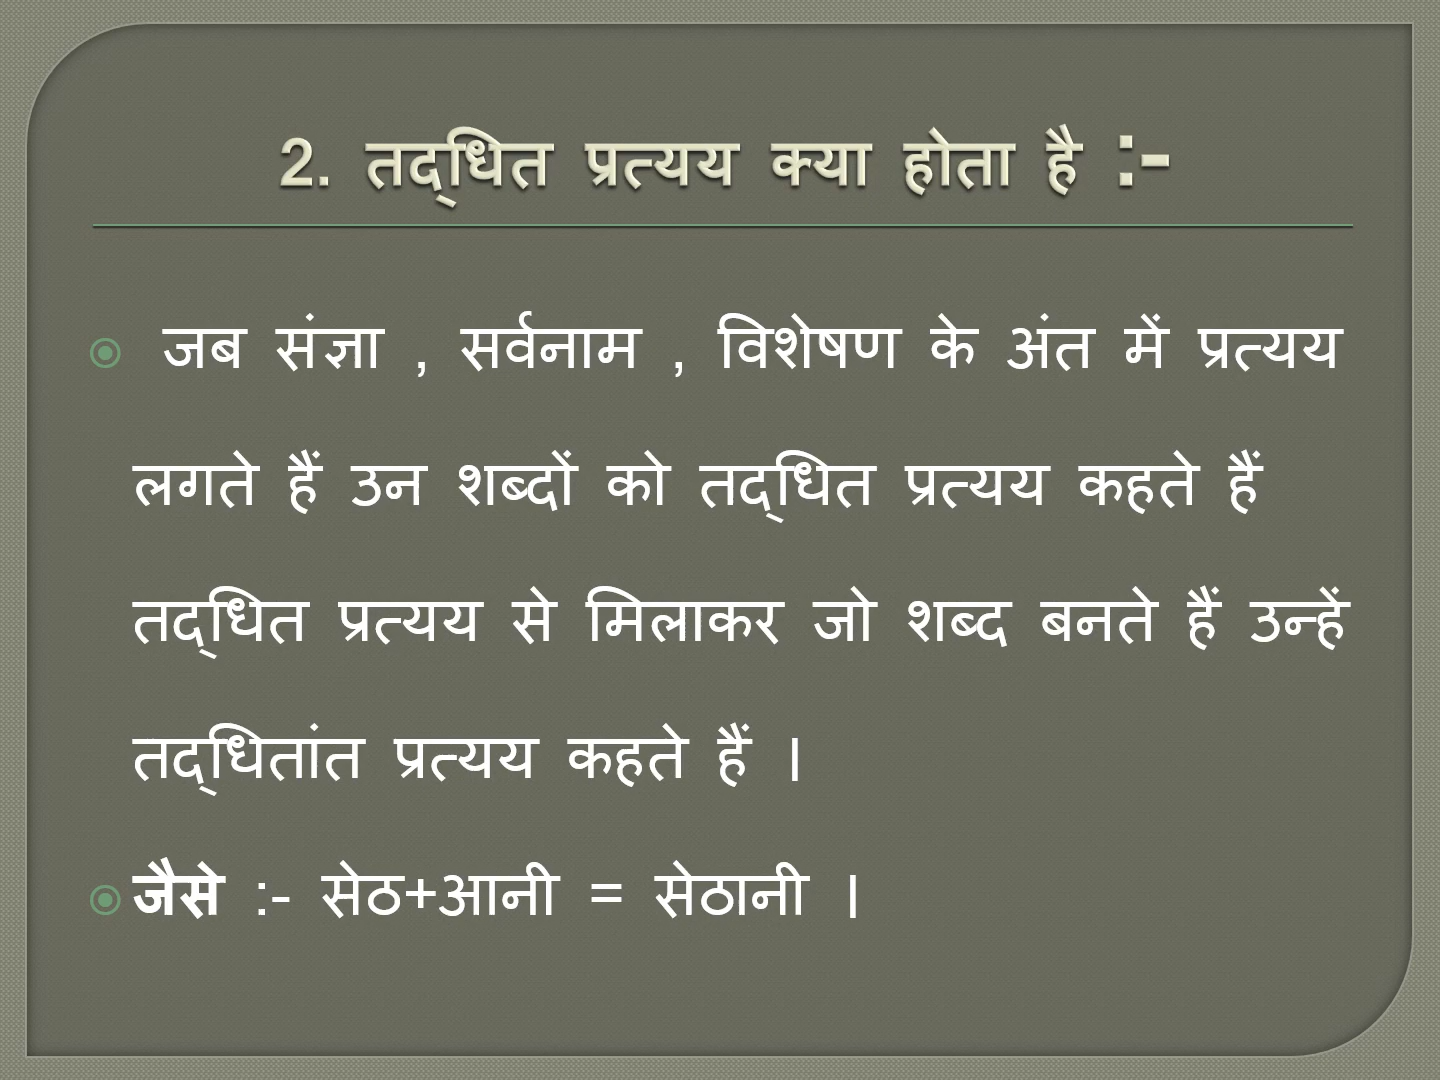 2. तद्धित प्रत्यय क्या होता है :-
जब संज्ञा , सर्वनाम , विशेषण के अंत में प्रत्यय
लगते हैं उन शब्दों को तद्धित प्रत्यय कहते हैं
तद्धित प्रत्यय से मिलाकर जो शब्द बनते हैं उन्हें
तद्धितांत प्रत्यय कहते हैं ।
जैसे :- सेठ+आनी = सेठानी ।